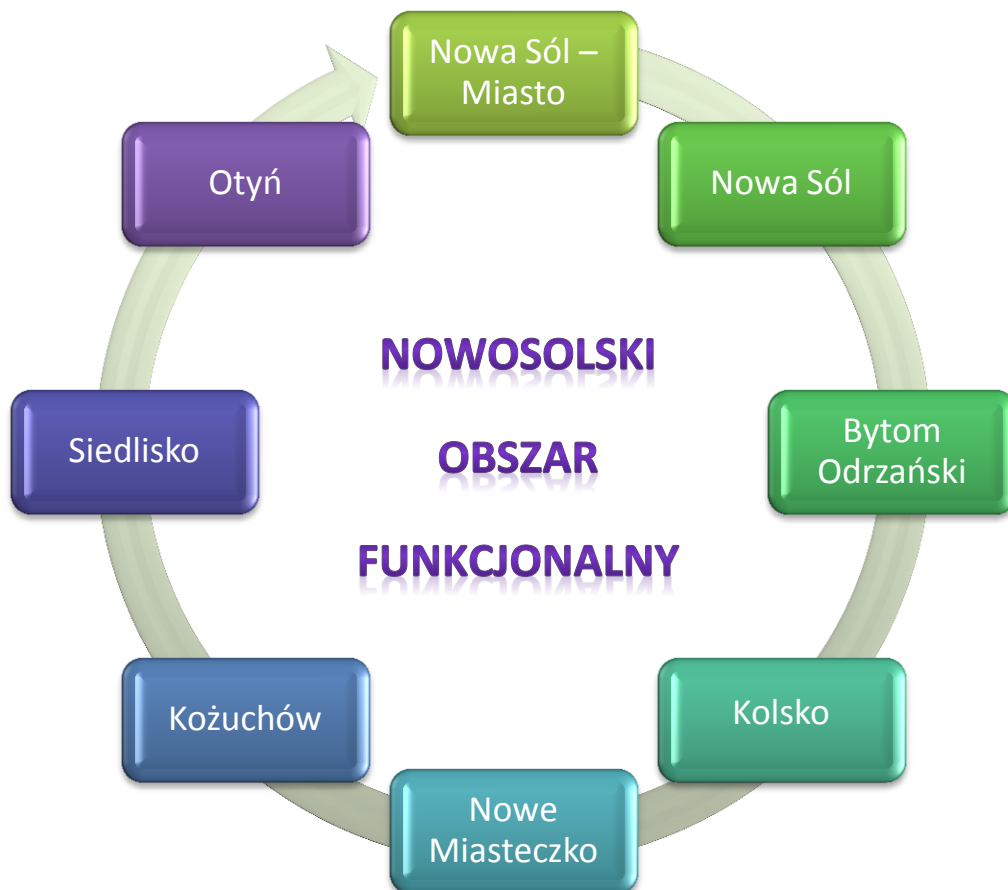 Nowa Sól –
Miasto
Nowa Sól
Bytom
Odrzański
Kolsko
Nowe
Miasteczko
Kożuchów
Siedlisko
Otyń
NOWOSOLSKI
OBSZAR
FUNKCJONALNY